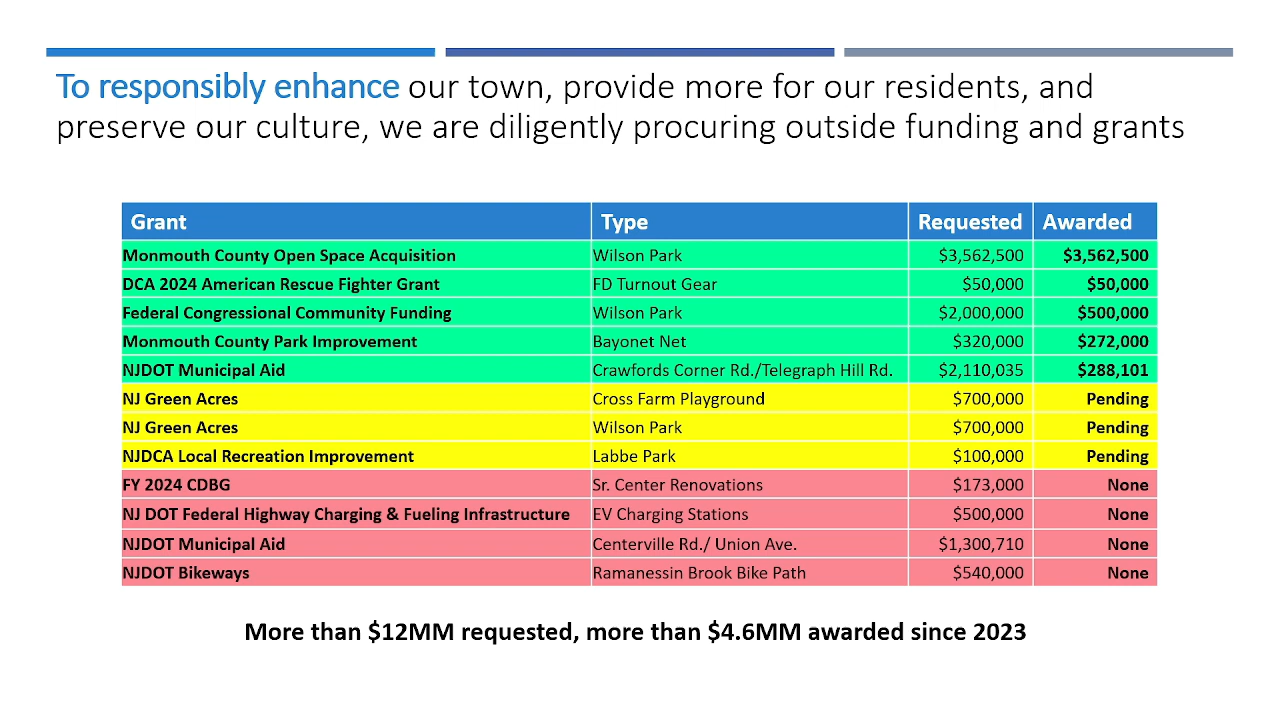 To responsibly enhance our town, provide more for our residents, and
preserve our culture, we are diligently procuring outside funding and grants
Grant Type Requested Awarded
Monmouth County Open Space Acquisition Wilson Park $3,562,500 $3,562,500
DCA 2024 American Rescue Fighter Grant FD Turnout Gear $50,000 $50,000
Federal Congressional Community Funding Wilson Park $2,000,000 $500,000
Monmouth County Park Improvement Bayonet Net $320,000 $272,000
NJDOT Municipal Aid Crawfords Corner Rd./Telegraph Hill Rd. $2,110,035 $288,101
NJ Green Acres Cross Farm Playground $700,000 Pending
NJ Green Acres Wilson Park $700,000 Pending
NJDCA Local Recreation Improvement Labbe Park $100,000 Pending
FY 2024 CDBG Sr. Center Renovations $173,000 None
NJ DOT Federal Highway Charging & Fueling Infrastructure EV Charging Stations $500,000 None
NJDOT Municipal Aid Centerville Rd./ Union Ave. $1,300,710 None
NJDOT Bikeways Ramanessin Brook Bike Path $540,000 None
More than $12MM requested, more than $4.6MM awarded since 2023